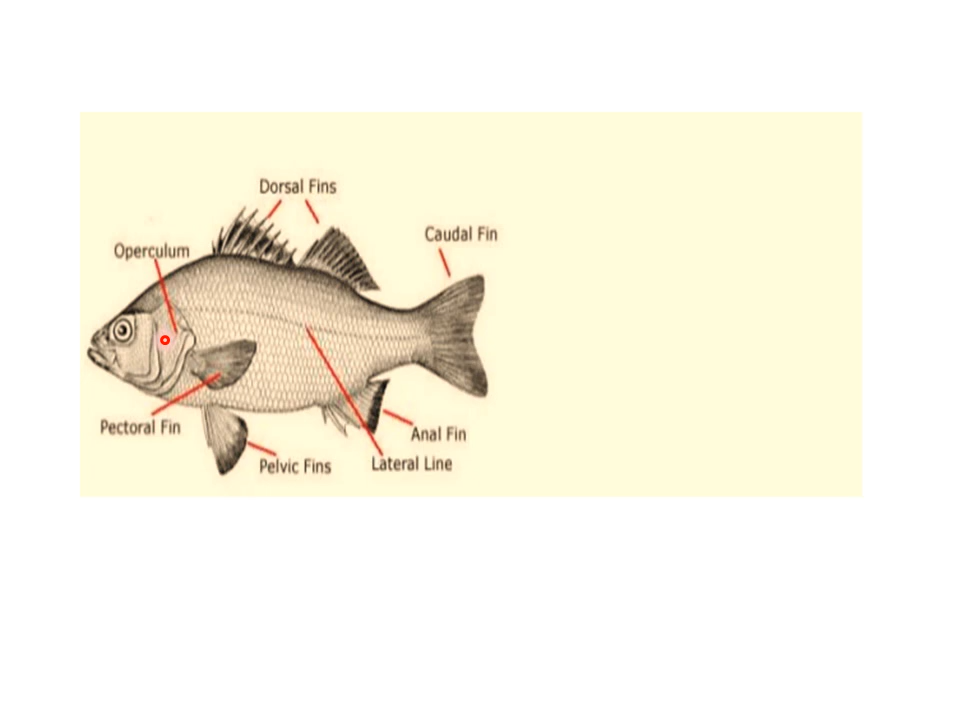 Dorsal Fins
Caudal Fin
Operculum
Pectoral Fin
Anal Fin
Pelvic Fins
Lateral Line